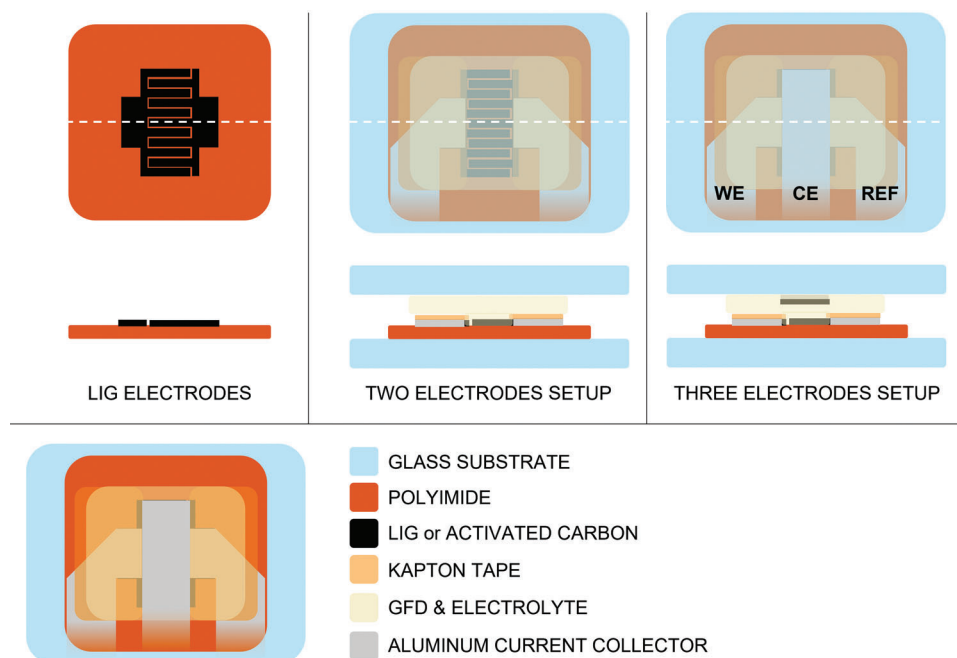 WE CE REF
LIG ELECTRODES
TWO ELECTRODES SETUP
THREE ELECTRODES SETUP
GLASS SUBSTRATE
POLYIMIDE
LIG or ACTIVATED CARBON
KAPTON TAPE
GFD & ELECTROLYTE
ALUMINUM CURRENT COLLECTOR